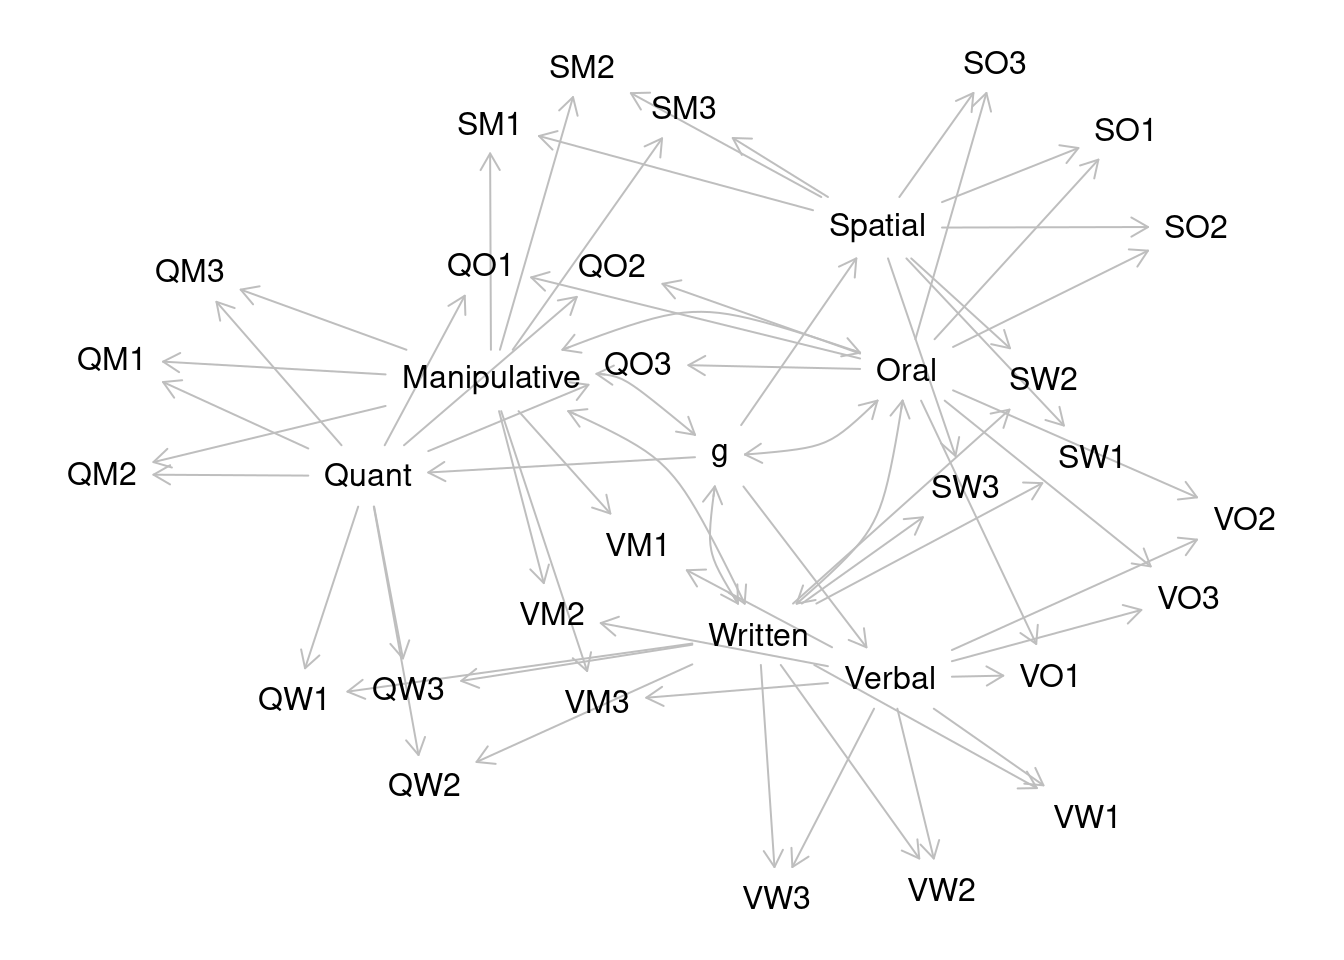 SO3
SM2
SM3
SM1
SO1
Spatial
SO2
QO1
QO2
QM3
QM1
QO3
Oral
Manipulative
SW2
g
SW1
QM2
Quant
SW3
VO2
VM1
VO3
VM2
Written
VO1
Verbal
QW3
QW1
VM3
QW2
VW1
VW2
VW3